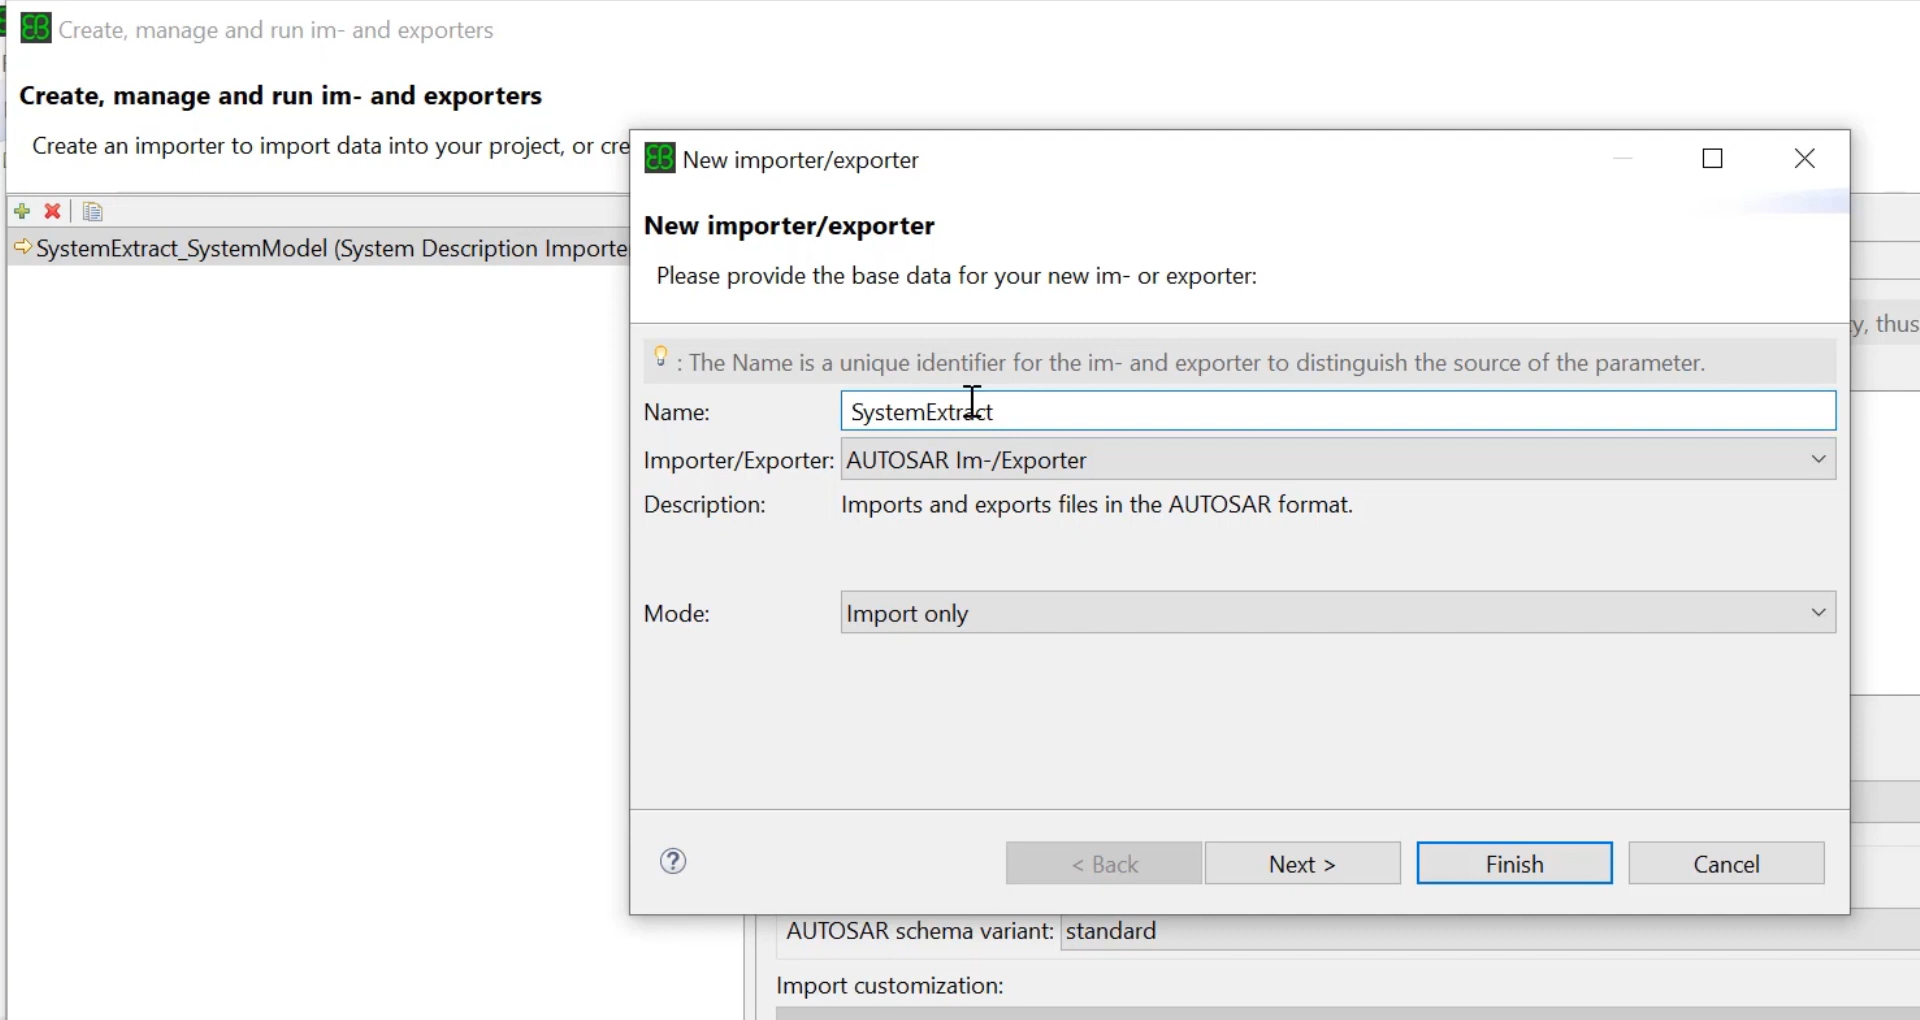 Create, manage and run im- and exporters
Create, manage and run im- and exporters
Create an importer to import data into your project, or cre
SystemExtract_SystemModel (System Description Importe
New importer/exporter
New importer/exporter
Please provide the base data for your new im- or exporter:
y, thus
: The Name is a unique identifier for the im- and exporter to distinguish the source of the parameter.
Name: SystemExtract
Importer/Exporter: AUTOSAR Im-/Exporter
Description: Imports and exports files in the AUTOSAR format.
Mode: Import only
< Back Next > Finish Cancel
AUTOSAR schema variant: standard
Import customization: